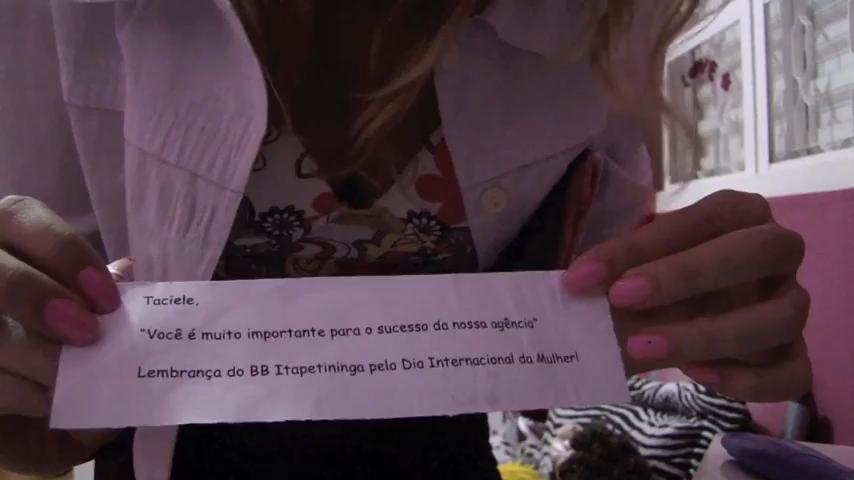 Taciele,
"Você é muito importante para o sucesso da nossa agência"
Lembrança do BB Itapetininga pelo Dia Internacional da Mulher!